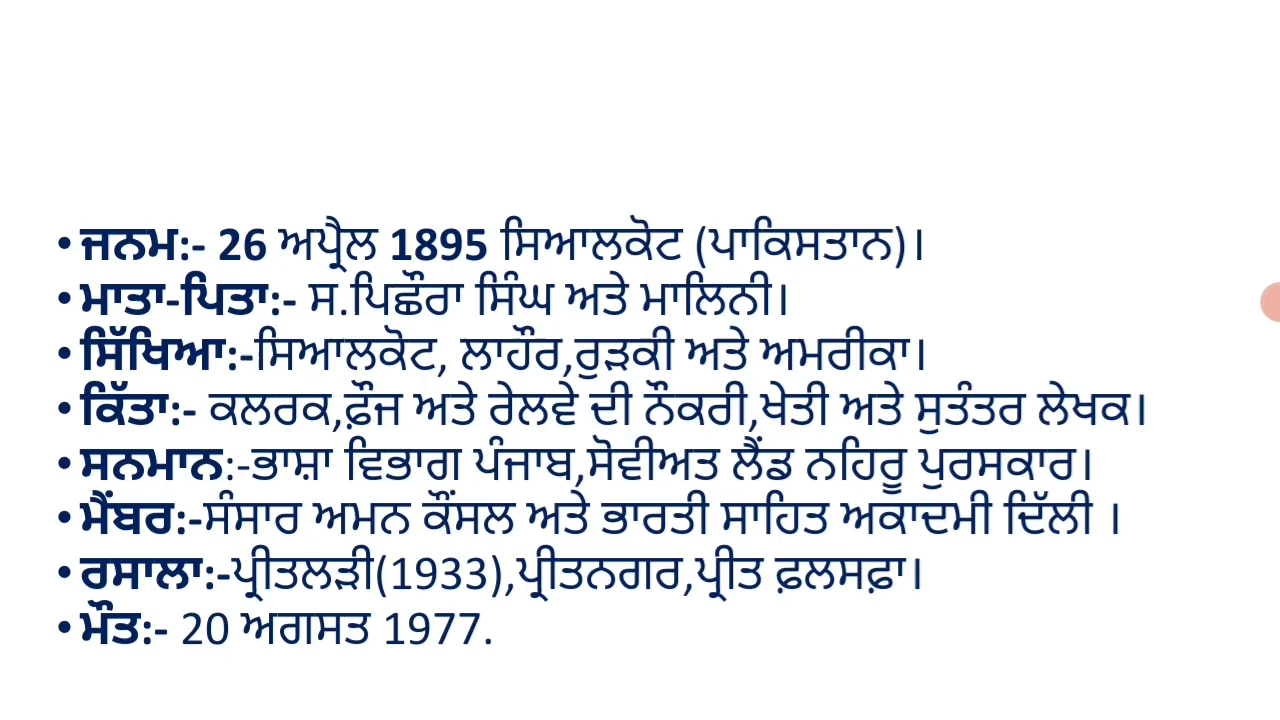 • ਜਨਮ:- 26 ਅਪ੍ਰੈਲ 1895 ਸਿਆਲਕੋਟ (ਪਾਕਿਸਤਾਨ)।
• ਮਾਤਾ-ਪਿਤਾ:- ਸ.ਪਿਛੌਰਾ ਸਿੰਘ ਅਤੇ ਮਾਲਿਨੀ।
• ਸਿੱਖਿਆ:-ਸਿਆਲਕੋਟ, ਲਾਹੌਰ,ਰੁੜਕੀ ਅਤੇ ਅਮਰੀਕਾ।
• ਕਿੱਤਾ:- ਕਲਰਕ,ਫ਼ੌਜ ਅਤੇ ਰੇਲਵੇ ਦੀ ਨੌਕਰੀ,ਖੇਤੀ ਅਤੇ ਸੁਤੰਤਰ ਲੇਖਕ।
• ਸਨਮਾਨ:-ਭਾਸ਼ਾ ਵਿਭਾਗ ਪੰਜਾਬ,ਸੋਵੀਅਤ ਲੈਂਡ ਨਹਿਰੂ ਪੁਰਸਕਾਰ।
• ਮੈਂਬਰ:-ਸੰਸਾਰ ਅਮਨ ਕੌਂਸਲ ਅਤੇ ਭਾਰਤੀ ਸਾਹਿਤ ਅਕਾਦਮੀ ਦਿੱਲੀ ।
• ਰਸਾਲਾ:-ਪ੍ਰੀਤਲੜੀ(1933),ਪ੍ਰੀਤਨਗਰ,ਪ੍ਰੀਤ ਫ਼ਲਸਫ਼ਾ।
• ਮੌਤ:- 20 ਅਗਸਤ 1977.